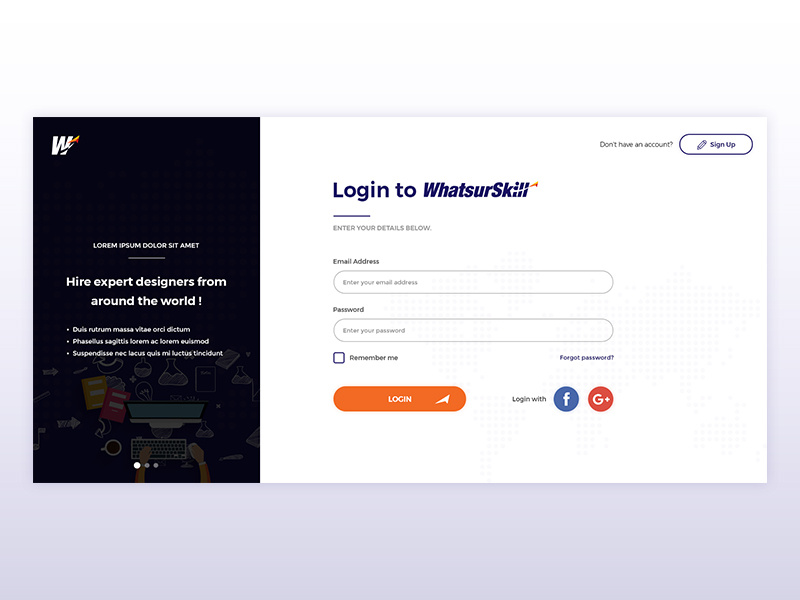 W
LOREM IPSUM DOLOR SIT AMET
Hire expert designers from
around the world !
• Duis rutrum massa vitae orci dictum
• Phasellus sagittis lorem ac lorem euismod
• Suspendisse nec lacus quis mi luctus tincidunt
Don't have an account? Sign Up
Login to WhatsurSkill
ENTER YOUR DETAILS BELOW.
Email Address
Enter your email address
Password
Enter your password
Remember me Forgot password?
LOGIN Login with f G+